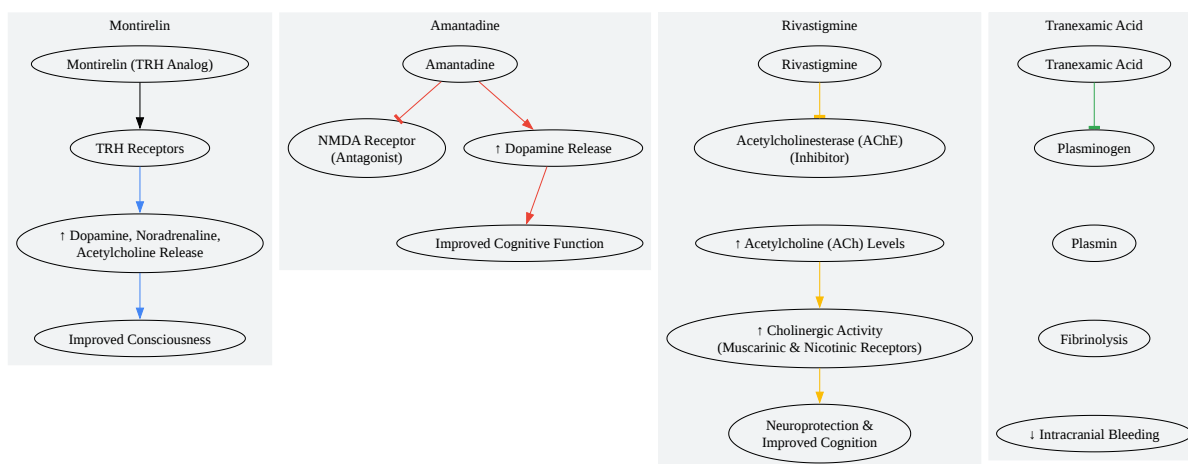 Montirelin
Montirelin (TRH Analog)
TRH Receptors
↑ Dopamine, Noradrenaline,
Acetylcholine Release
Improved Consciousness
Amantadine
Amantadine
NMDA Receptor
(Antagonist)
↑ Dopamine Release
Improved Cognitive Function
Rivastigmine
Rivastigmine
Acetylcholinesterase (AChE)
(Inhibitor)
↑ Acetylcholine (ACh) Levels
↑ Cholinergic Activity
(Muscarinic & Nicotinic Receptors)
Neuroprotection &
Improved Cognition
Tranexamic Acid
Tranexamic Acid
Plasminogen
Plasmin
Fibrinolysis
↓ Intracranial Bleeding